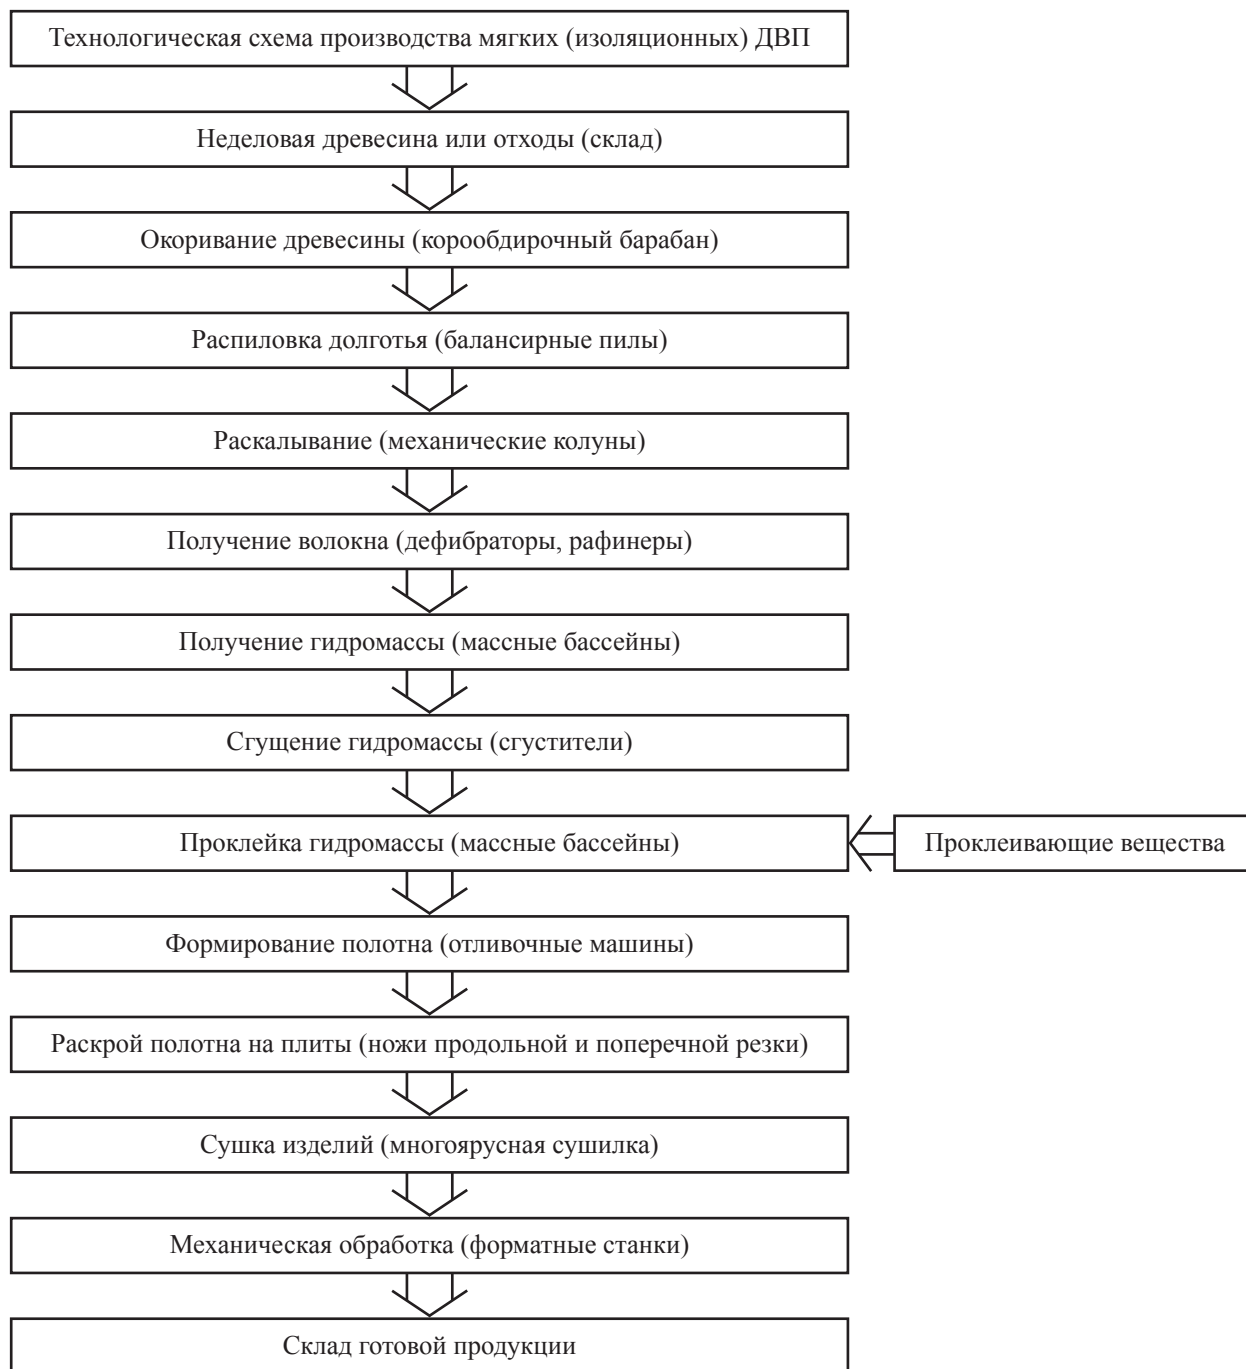 Технологическая схема производства мягких (изоляционных) ДВП
Неделовая древесина или отходы (склад)
Окоривание древесины (корообдирочный барабан)
Распиловка долготья (балансирные пилы)
Раскалывание (механические колуны)
Получение волокна (дефибраторы, рафинеры)
Получение гидромассы (массные бассейны)
Сгущение гидромассы (сгустители)
Проклейка гидромассы (массные бассейны)
Проклеивающие вещества
Формирование полотна (отливочные машины)
Раскрой полотна на плиты (ножи продольной и поперечной резки)
Сушка изделий (многоярусная сушилка)
Механическая обработка (форматные станки)
Склад готовой продукции